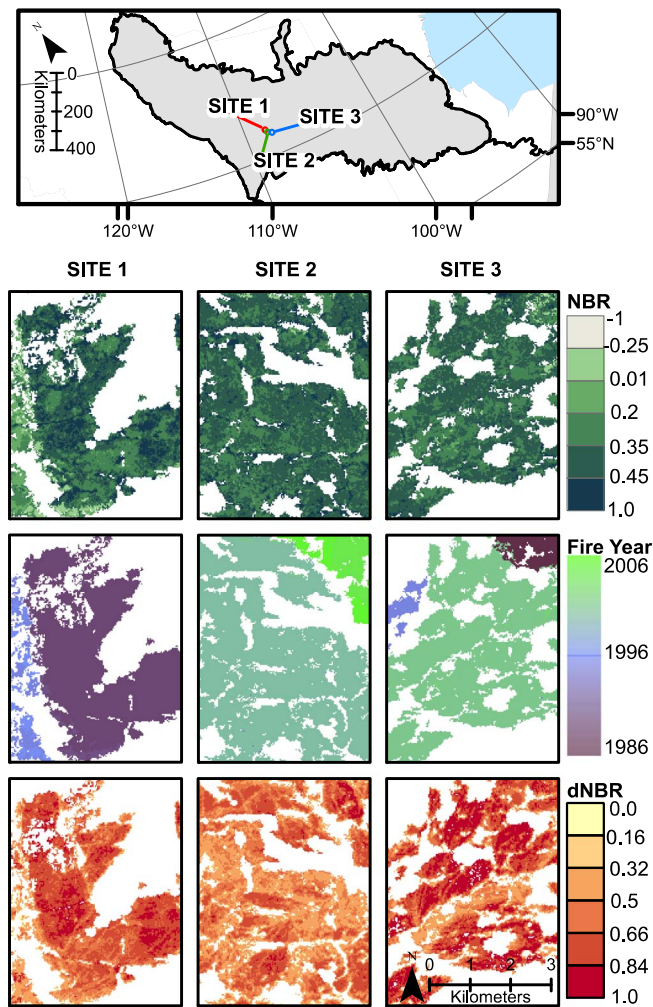 N
Kilometers
0
200
400
SITE 1
SITE 3
SITE 2
90°W
55°N
120°W
110°W
100°W
SITE 1
SITE 2
SITE 3
NBR
-1
-0.25
0.01
0.2
0.35
0.45
1.0
Fire Year
2006
1996
1986
dNBR
0.0
0.16
0.32
0.5
0.66
0.84
1.0
N
0 1 2 3
Kilometers